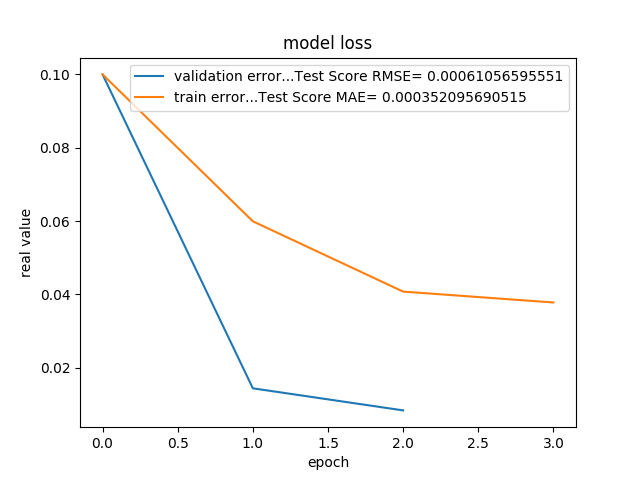 model loss
validation error...Test Score RMSE= 0.00061056595551
train error...Test Score MAE= 0.000352095690515
real value
0.10
0.08
0.06
0.04
0.02
0.0 0.5 1.0 1.5 2.0 2.5 3.0
epoch